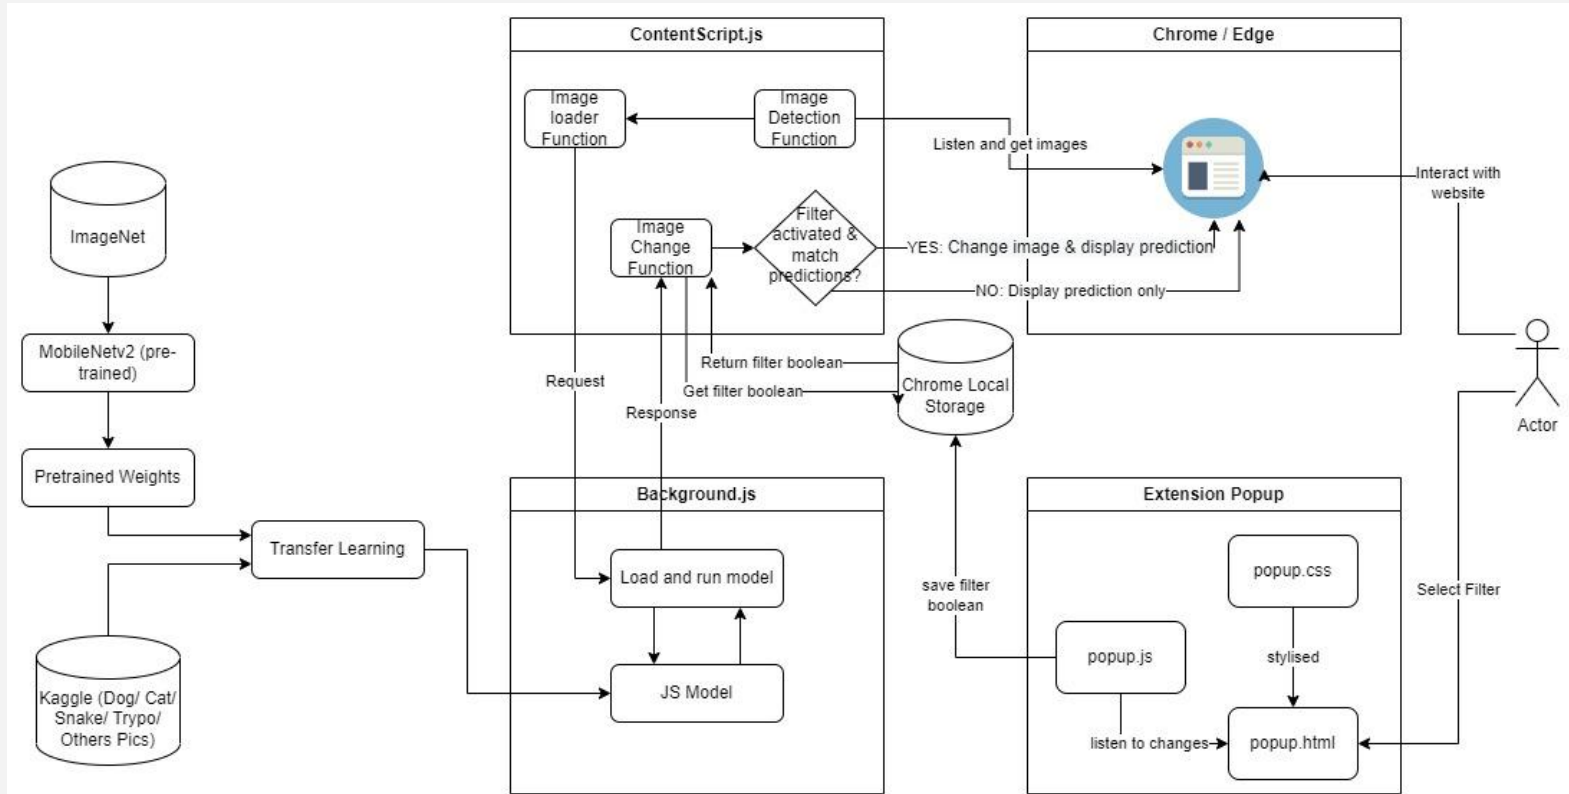 ContentScript.js
Chrome / Edge
Image
loader
Function
Image
Detection
Function
Listen and get images
Interact with
website
ImageNet
Image
Change
Function
Filter
activated &
match
predictions?
YES: Change image & display prediction
NO: Display prediction only
MobileNetv2 (pre-
trained)
Request
Return filter boolean
Get filter boolean
Response
Chrome Local
Storage
Actor
Pretrained Weights
Background.js
Extension Popup
Transfer Learning
Load and run model
popup.css
save filter
boolean
Select Filter
popup.js
stylised
Kaggle (Dog/ Cat/
Snake/ Trypo/
Others Pics)
JS Model
listen to changes
popup.html